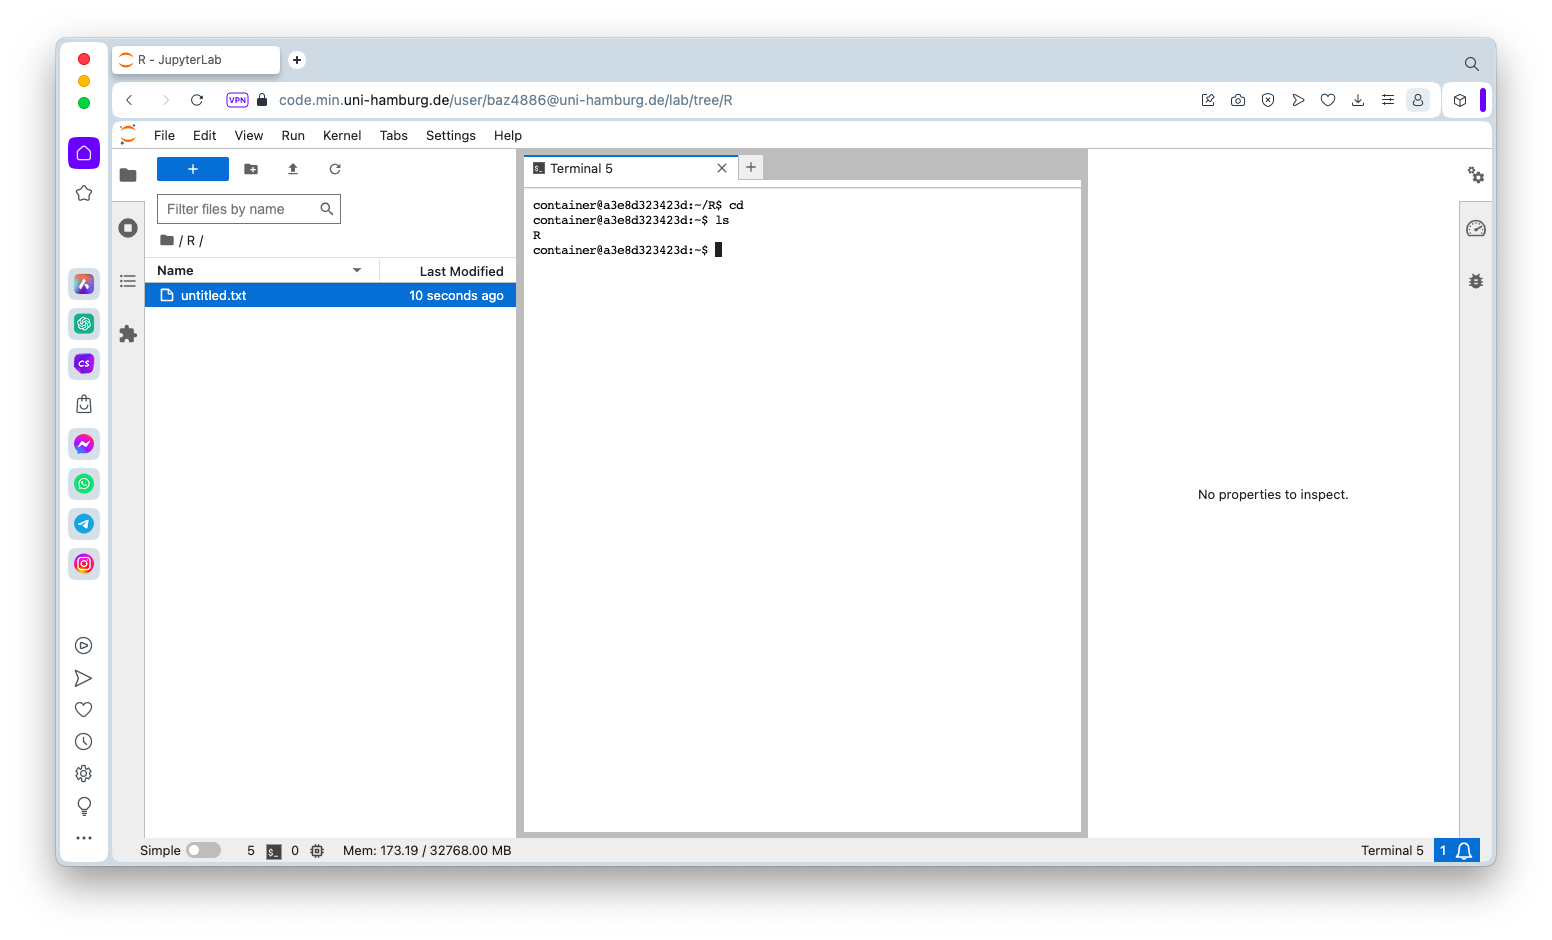 R - JupyterLab
VPN code.min.uni-hamburg.de/user/baz4886@uni-hamburg.de/lab/tree/R
File Edit View Run Kernel Tabs Settings Help
Filter files by name
/ R /
Name Last Modified
untitled.txt 10 seconds ago
$_ Terminal 5
container@a3e8d323423d:~/R$ cd
container@a3e8d323423d:~$ ls
R
container@a3e8d323423d:~$
No properties to inspect.
CS
Simple 5 $_ 0 Mem: 173.19 / 32768.00 MB
Terminal 5 1